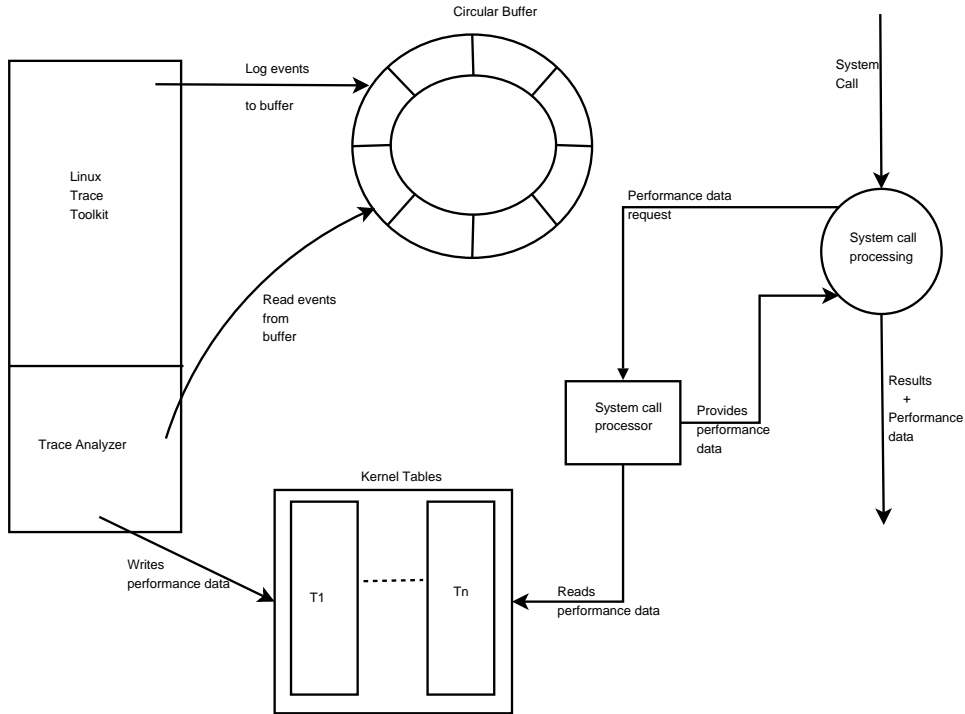 Circular Buffer
Log events
to buffer
System
Call
Linux
Trace
Toolkit
Performance data
request
System call
processing
Read events
from
buffer
System call
processor
Provides
performance
data
Results
+
Performance
data
Trace Analyzer
Kernel Tables
Writes
performance data
T1
Tn
Reads
performance data